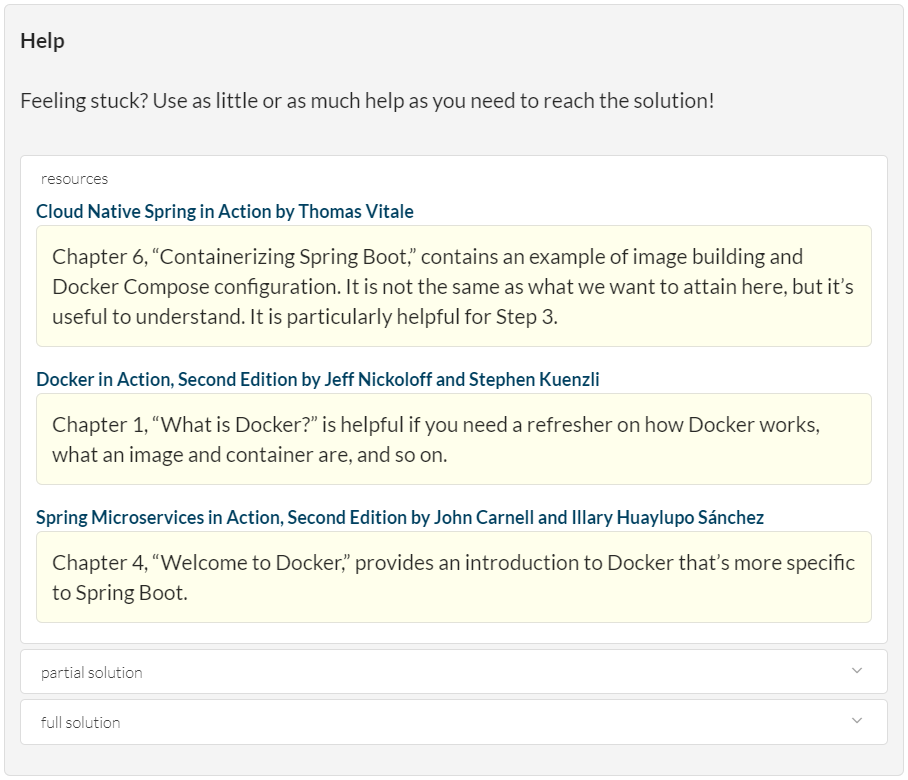 Help
Feeling stuck? Use as little or as much help as you need to reach the solution!
resources
Cloud Native Spring in Action by Thomas Vitale
Chapter 6, “Containerizing Spring Boot,” contains an example of image building and
Docker Compose configuration. It is not the same as what we want to attain here, but it’s
useful to understand. It is particularly helpful for Step 3.
Docker in Action, Second Edition by Jeff Nickoloff and Stephen Kuenzli
Chapter 1, “What is Docker?” is helpful if you need a refresher on how Docker works,
what an image and container are, and so on.
Spring Microservices in Action, Second Edition by John Carnell and Illary Huaylupo Sánchez
Chapter 4, “Welcome to Docker,” provides an introduction to Docker that’s more specific
to Spring Boot.
partial solution
full solution